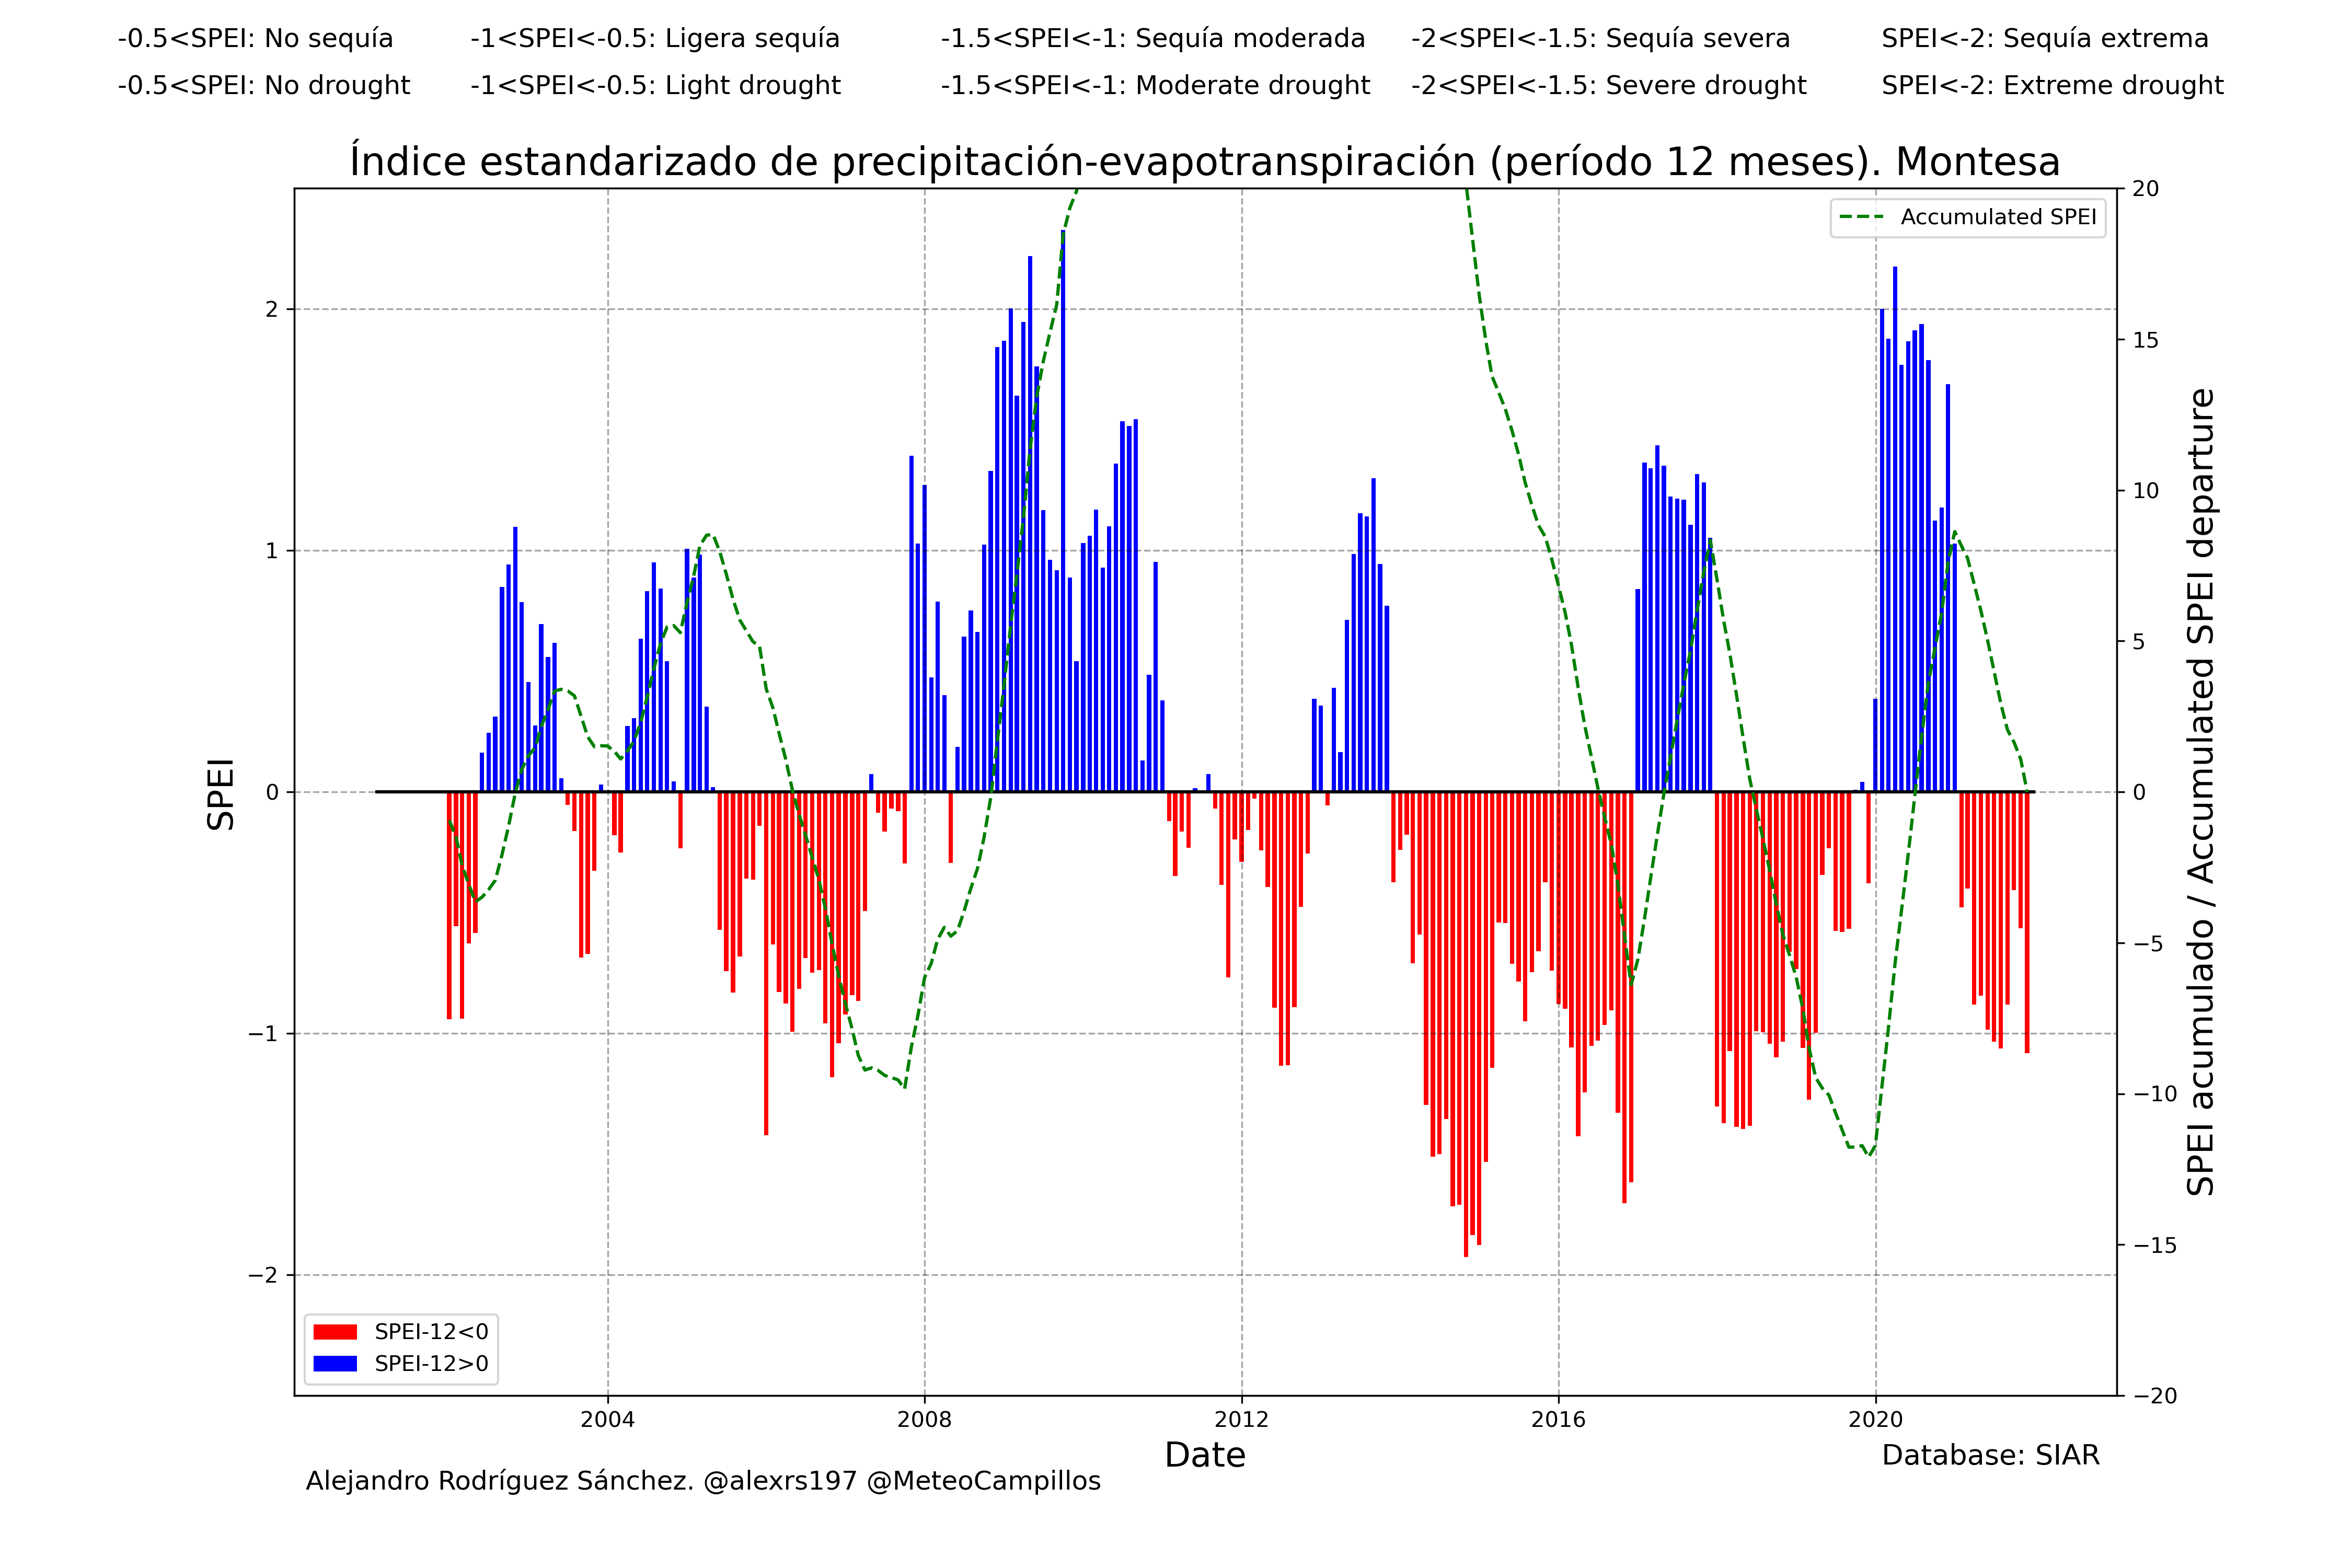 -0.5<SPEI: No sequía -1<SPEI<-0.5: Ligera sequía -1.5<SPEI<-1: Sequía moderada -2<SPEI<-1.5: Sequía severa SPEI<-2: Sequía extrema
-0.5<SPEI: No drought -1<SPEI<-0.5: Light drought -1.5<SPEI<-1: Moderate drought -2<SPEI<-1.5: Severe drought SPEI<-2: Extreme drought
Índice estandarizado de precipitación-evapotranspiración (período 12 meses). Montesa
Accumulated SPEI
SPEI
2
1
0
−1
−2
20
15
10
5
0
−5
−10
−15
−20
SPEI acumulado / Accumulated SPEI departure
SPEI-12<0
SPEI-12>0
2004 2008 2012 2016 2020
Date
Database: SIAR
Alejandro Rodríguez Sánchez. @alexrs197 @MeteoCampillos